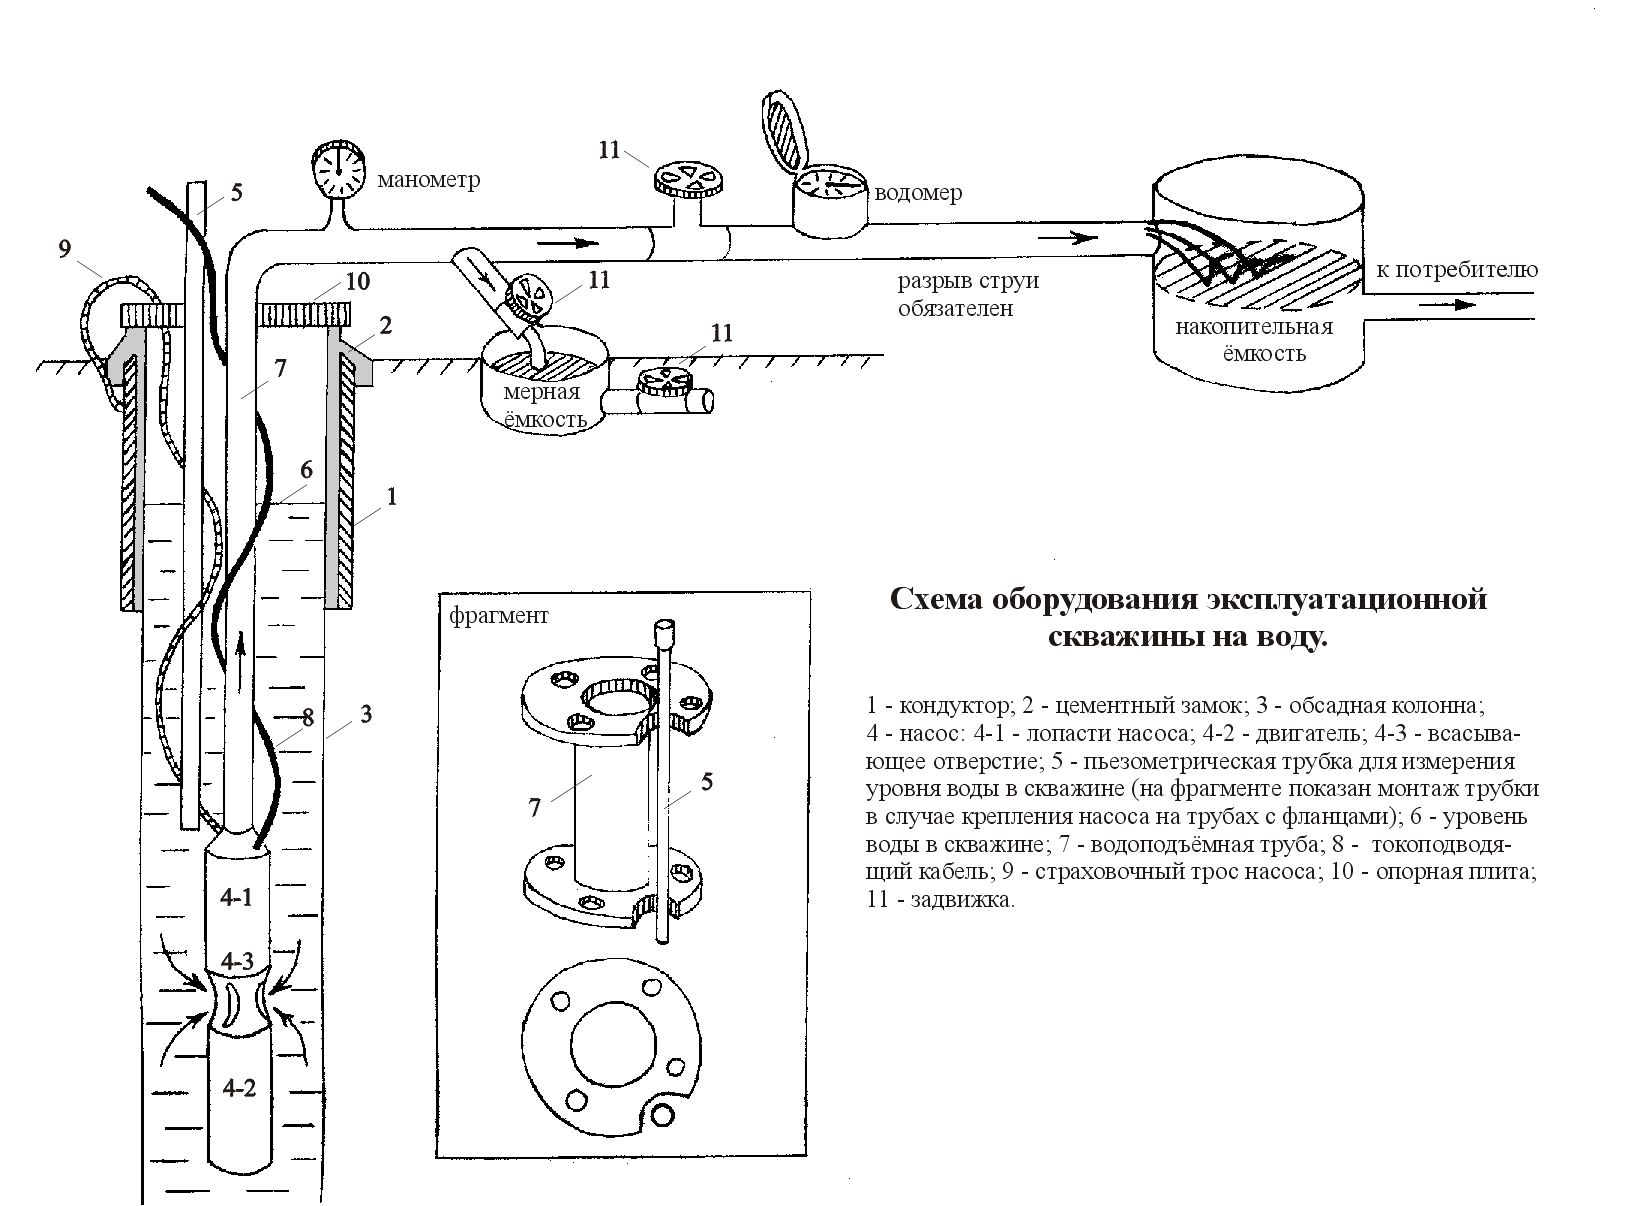 11
манометр
5
водомер
9
10
11
разрыв струи
обязателен
к потребителю
2
накопительная
ёмкость
11
7
мерная
ёмкость
6
1
фрагмент
Схема оборудования эксплуатационной
скважины на воду.
8
3
5
7
1 - кондуктор; 2 - цементный замок; 3 - обсадная колонна;
4 - насос: 4-1 - лопасти насоса; 4-2 - двигатель; 4-3 - всасыва-
ющее отверстие; 5 - пьезометрическая трубка для измерения
уровня воды в скважине (на фрагменте показан монтаж трубки
в случае крепления насоса на трубах с фланцами); 6 - уровень
воды в скважине; 7 - водоподъёмная труба; 8 - токоподводя-
щий кабель; 9 - страховочный трос насоса; 10 - опорная плита;
11 - задвижка.
4-1
4-3
4-2